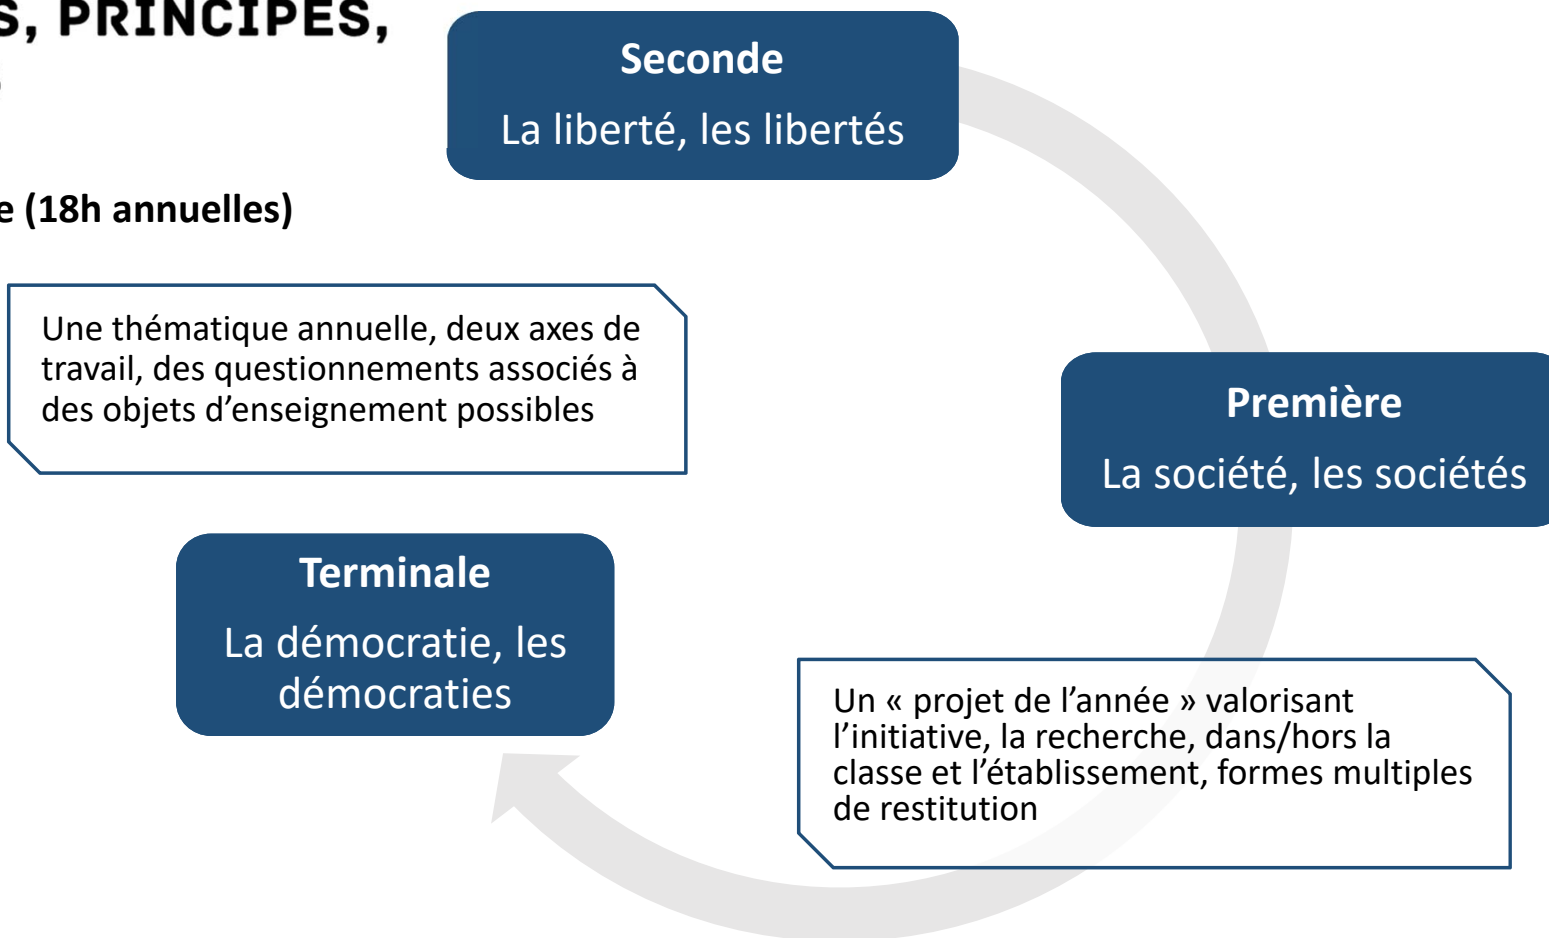 S, PRINCIPES,
Seconde
La liberté, les libertés
e (18h annuelles)
Une thématique annuelle, deux axes de
travail, des questionnements associés à
des objets d’enseignement possibles
Première
La société, les sociétés
Terminale
La démocratie, les
démocraties
Un « projet de l’année » valorisant
l’initiative, la recherche, dans/hors la
classe et l’établissement, formes multiples
de restitution